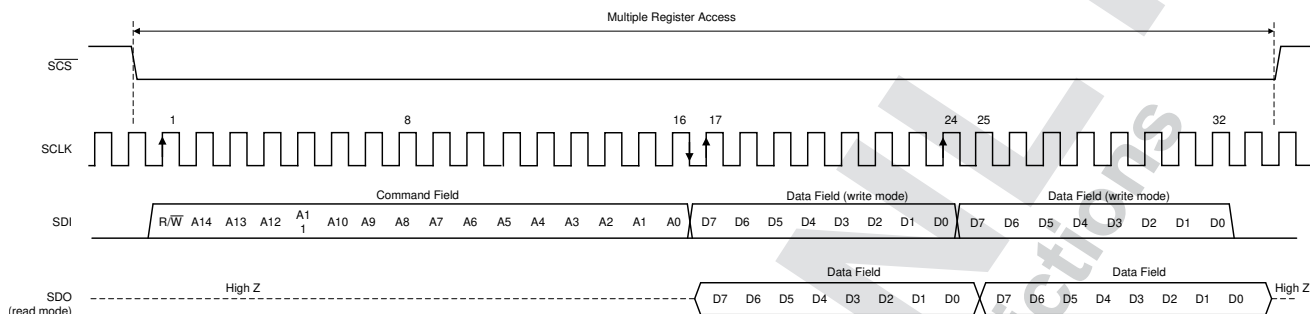 Multiple Register Access
SCS
1 8 16 17 24 25 32
SCLK
Command Field Data Field (write mode) Data Field (write mode)
SDI R/W A14 A13 A12 A1 A10 A9 A8 A7 A6 A5 A4 A3 A2 A1 A0 D7 D6 D5 D4 D3 D2 D1 D0 D7 D6 D5 D4 D3 D2 D1 D0
1
Data Field Data Field
High Z High Z
SDO D7 D6 D5 D4 D3 D2 D1 D0 D7 D6 D5 D4 D3 D2 D1 D0
(read mode)